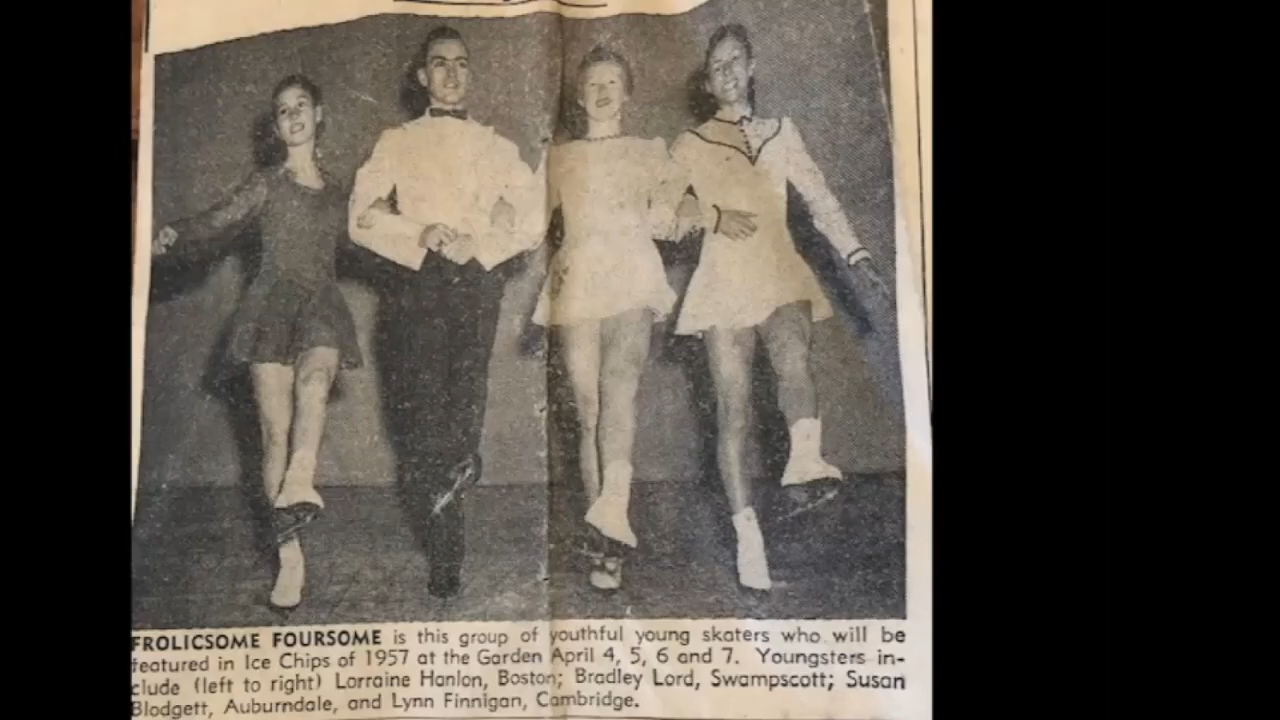 FROLICSOME FOURSOME is this group of youthful young skaters who will be
featured in Ice Chips of 1957 at the Garden April 4, 5, 6 and 7. Youngsters in-
clude (left to right) Lorraine Hanlon, Boston; Bradley Lord, Swampscott; Susan
Blodgett, Auburndale, and Lynn Finnigan, Cambridge.